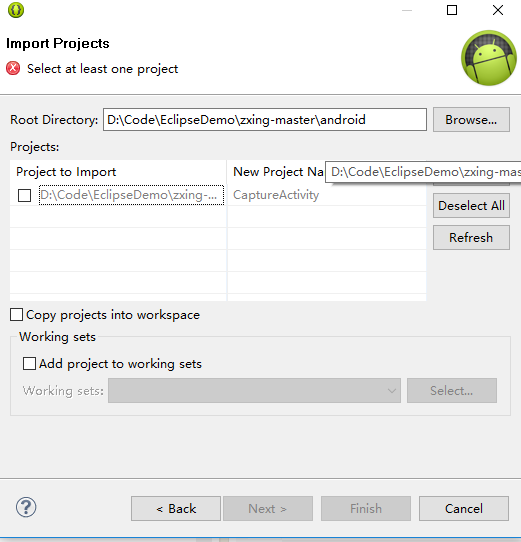 Import Projects
Select at least one project
Root Directory: D:\Code\EclipseDemo\zxing-master\android Browse...
Projects:
Project to Import New Project Na
D:\Code\EclipseDemo\zxing-mas
D:\Code\EclipseDemo\zxing-... CaptureActivity
Deselect All
Refresh
Copy projects into workspace
Working sets
Add project to working sets
Working sets: Select...
? < Back Next > Finish Cancel